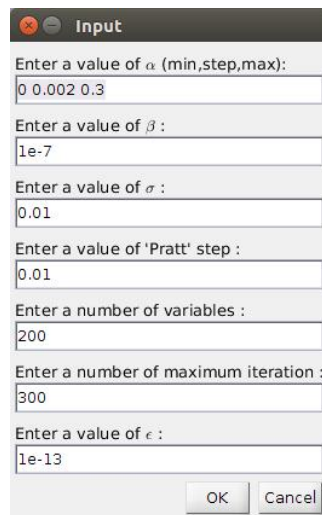 Input
Enter a value of α (min,step,max):
0 0.002 0.3
Enter a value of β :
1e-7
Enter a value of σ :
0.01
Enter a value of 'Pratt' step :
0.01
Enter a number of variables :
200
Enter a number of maximum iteration :
300
Enter a value of ϵ :
1e-13
OK Cancel